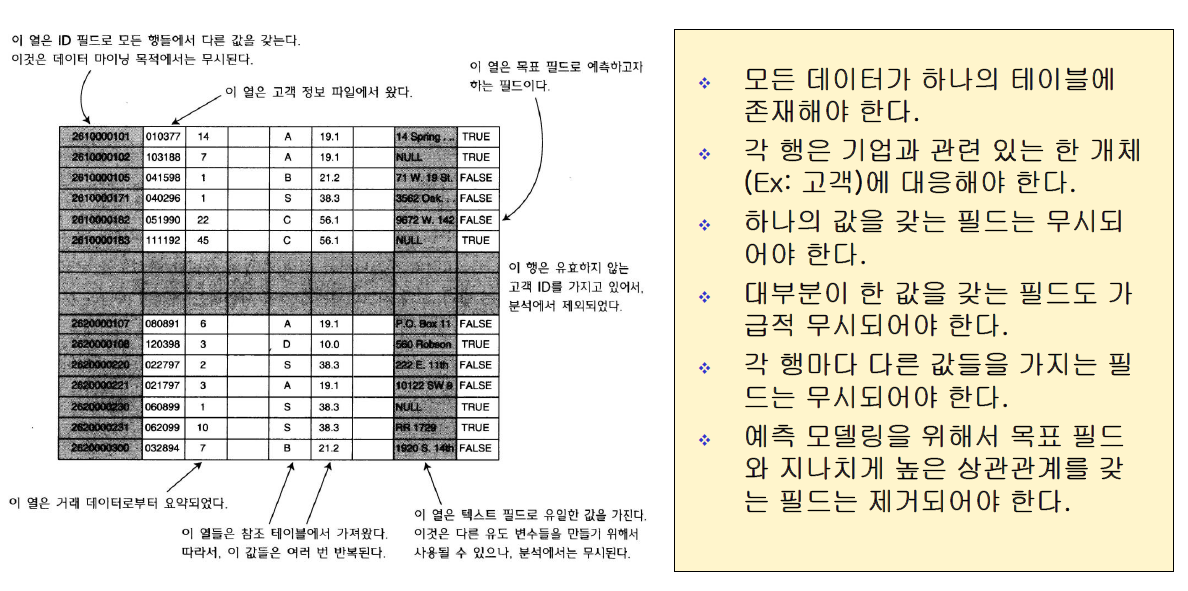 이 열은 ID 필드로 모든 행들에서 다른 값을 갖는다.
이것은 데이터 마이닝 목적에서는 무시된다.
이 열은 고객 정보 파일에서 왔다.
이 열은 목표 필드로 예측하고자
하는 필드이다.
2610000101 010377 14 A 19.1 14 Spring ... TRUE
2610000102 103188 7 A 19.1 NULL TRUE
2610000105 041598 1 B 21.2 71 W. 19 St. FALSE
2610000171 040296 1 S 38.3 3562 Oak. . . FALSE
2610000182 051990 22 C 56.1 9672 W. 142 FALSE
2610000183 111192 45 C 56.1 NULL TRUE
이 행은 유효하지 않는
고객 ID를 가지고 있어서,
분석에서 제외되었다.
2620000107 080891 6 A 19.1 P.O. Box 11 FALSE
2620000108 120398 3 D 10.0 560 Robson TRUE
2620000220 022797 2 S 38.3 222 E. 11th FALSE
2620000221 021797 3 A 19.1 10122 SW 9 FALSE
2620000230 060899 1 S 38.3 NULL TRUE
2620000231 062099 10 S 38.3 RR 1729 TRUE
2620000300 032894 7 B 21.2 1920 S. 14th FALSE
이 열은 거래 데이터로부터 요약되었다.
이 열들은 참조 테이블에서 가져왔다.
따라서, 이 값들은 여러 번 반복된다.
이 열은 텍스트 필드로 유일한 값을 가진다.
이것은 다른 유도 변수들을 만들기 위해서
사용될 수 있으나, 분석에서는 무시된다.
❖ 모든 데이터가 하나의 테이블에
존재해야 한다.
❖ 각 행은 기업과 관련 있는 한 개체
(Ex: 고객)에 대응해야 한다.
❖ 하나의 값을 갖는 필드는 무시되
어야 한다.
❖ 대부분이 한 값을 갖는 필드도 가
급적 무시되어야 한다.
❖ 각 행마다 다른 값들을 가지는 필
드는 무시되어야 한다.
❖ 예측 모델링을 위해서 목표 필드
와 지나치게 높은 상관관계를 갖
는 필드는 제거되어야 한다.